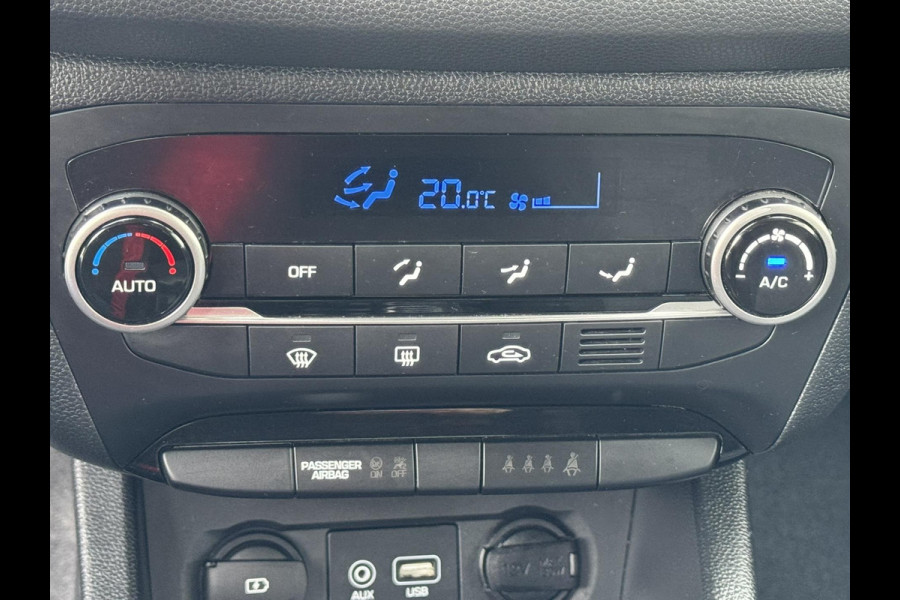 20.0°C
OFF
AUTO
- +
A/C
PASSENGER
AIRBAG
ON OFF
AUX
USB